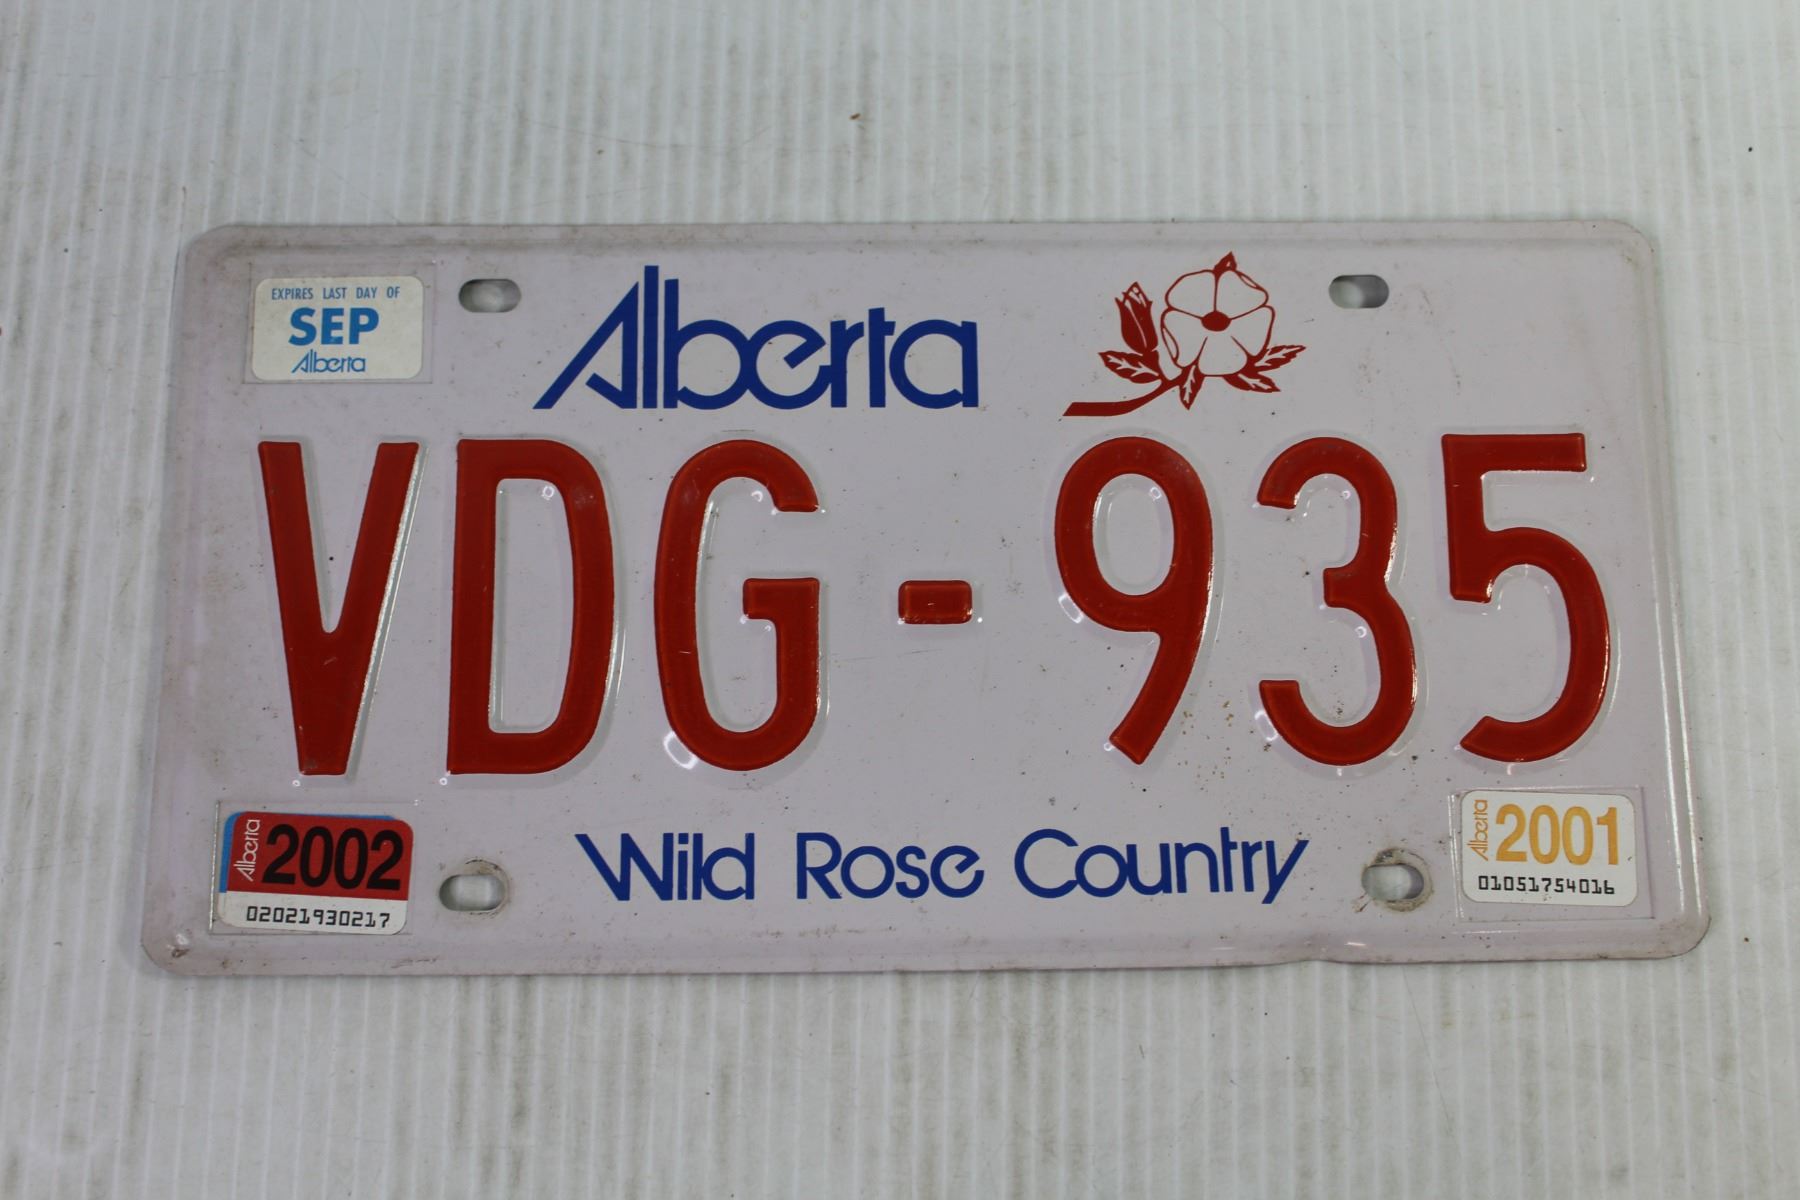 EXPIRES LAST DAY OF
SEP
Alberta
Alberta
VDG-935
Alberta 2002
02021930217
Wild Rose Country
Alberta 2001
01051754016